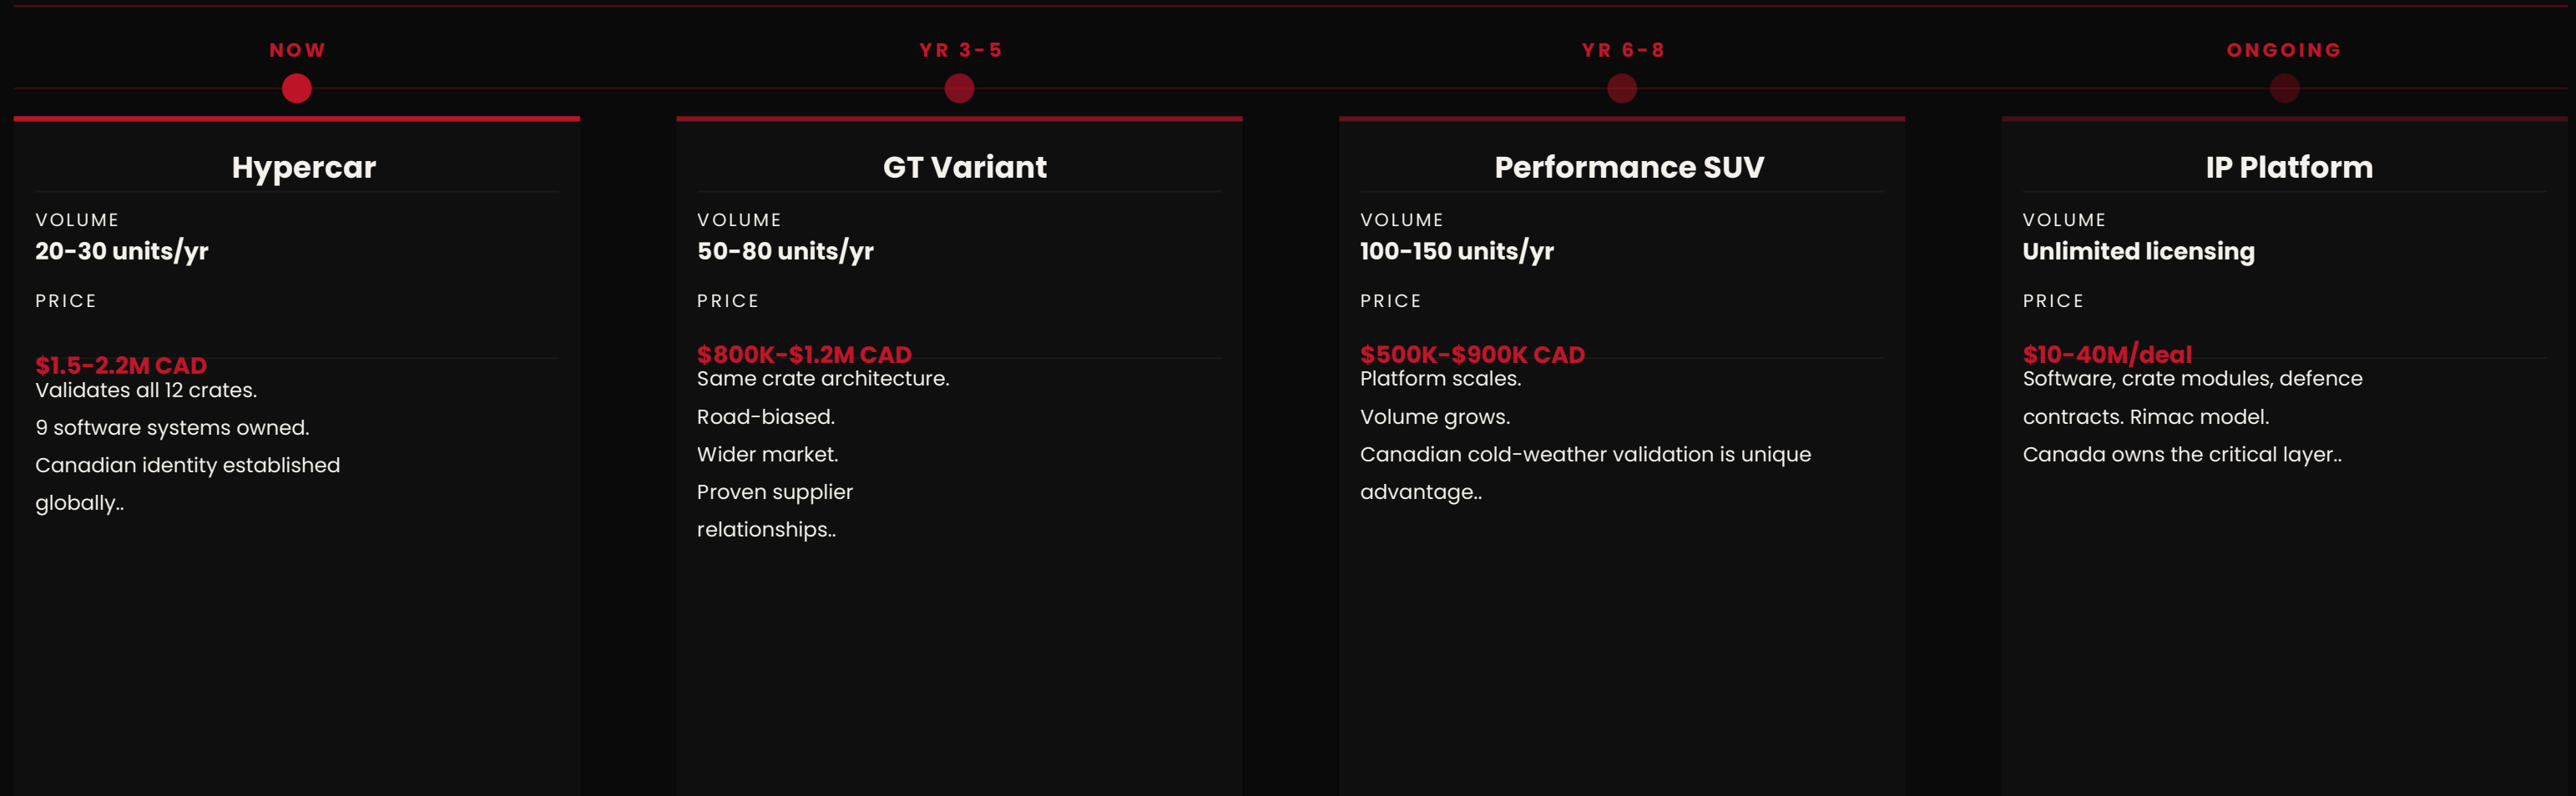 NOW
YR 3-5
YR 6-8
ONGOING
Hypercar
VOLUME
20-30 units/yr
PRICE
$1.5-2.2M CAD
Validates all 12 crates.
9 software systems owned.
Canadian identity established
globally..
GT Variant
VOLUME
50-80 units/yr
PRICE
$800K-$1.2M CAD
Same crate architecture.
Road-biased.
Wider market.
Proven supplier
relationships..
Performance SUV
VOLUME
100-150 units/yr
PRICE
$500K-$900K CAD
Platform scales.
Volume grows.
Canadian cold-weather validation is unique
advantage..
IP Platform
VOLUME
Unlimited licensing
PRICE
$10-40M/deal
Software, crate modules, defence
contracts. Rimac model.
Canada owns the critical layer..